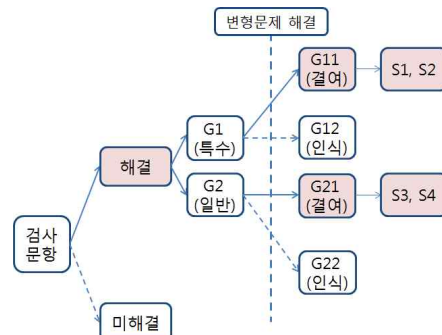 변형문제 해결
G11
(결여)
S1, S2
G1
(특수)
G12
(인식)
해결
G2
(일반)
G21
(결여)
S3, S4
검사
문항
G22
(인식)
미해결